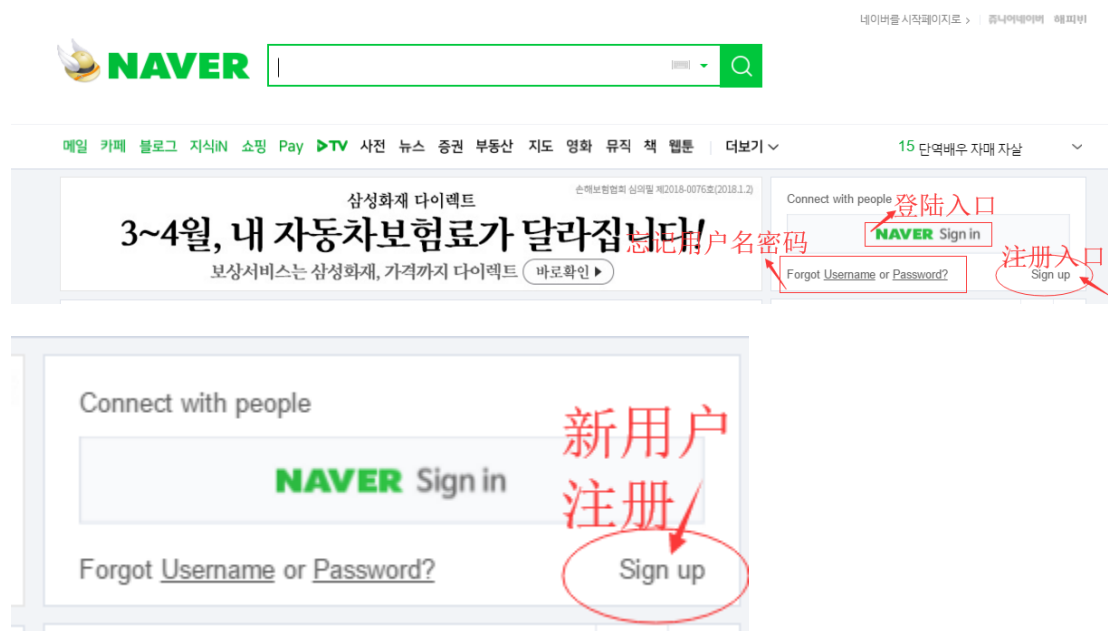 네이버를 시작페이지로 > 쥬니어네이버 해피빈
NAVER
메일 카페 블로그 지식iN 쇼핑 Pay TV 사전 뉴스 증권 부동산 지도 영화 뮤직 책 웹툰 더보기
15 단역배우 자매 자살
삼성화재 다이렉트
손해보험협회 심의필 제2018-0076호(2018.1.2)
3~4월, 내 자동차보험료가 달라집니다!
보상서비스는 삼성화재, 가격까지 다이렉트 바로확인
Connect with people
登陆入口
NAVER Sign in
忘记用户名密码
注册入口
Forgot Username or Password? Sign up
Connect with people
新用户
NAVER Sign in
注册
Forgot Username or Password? Sign up